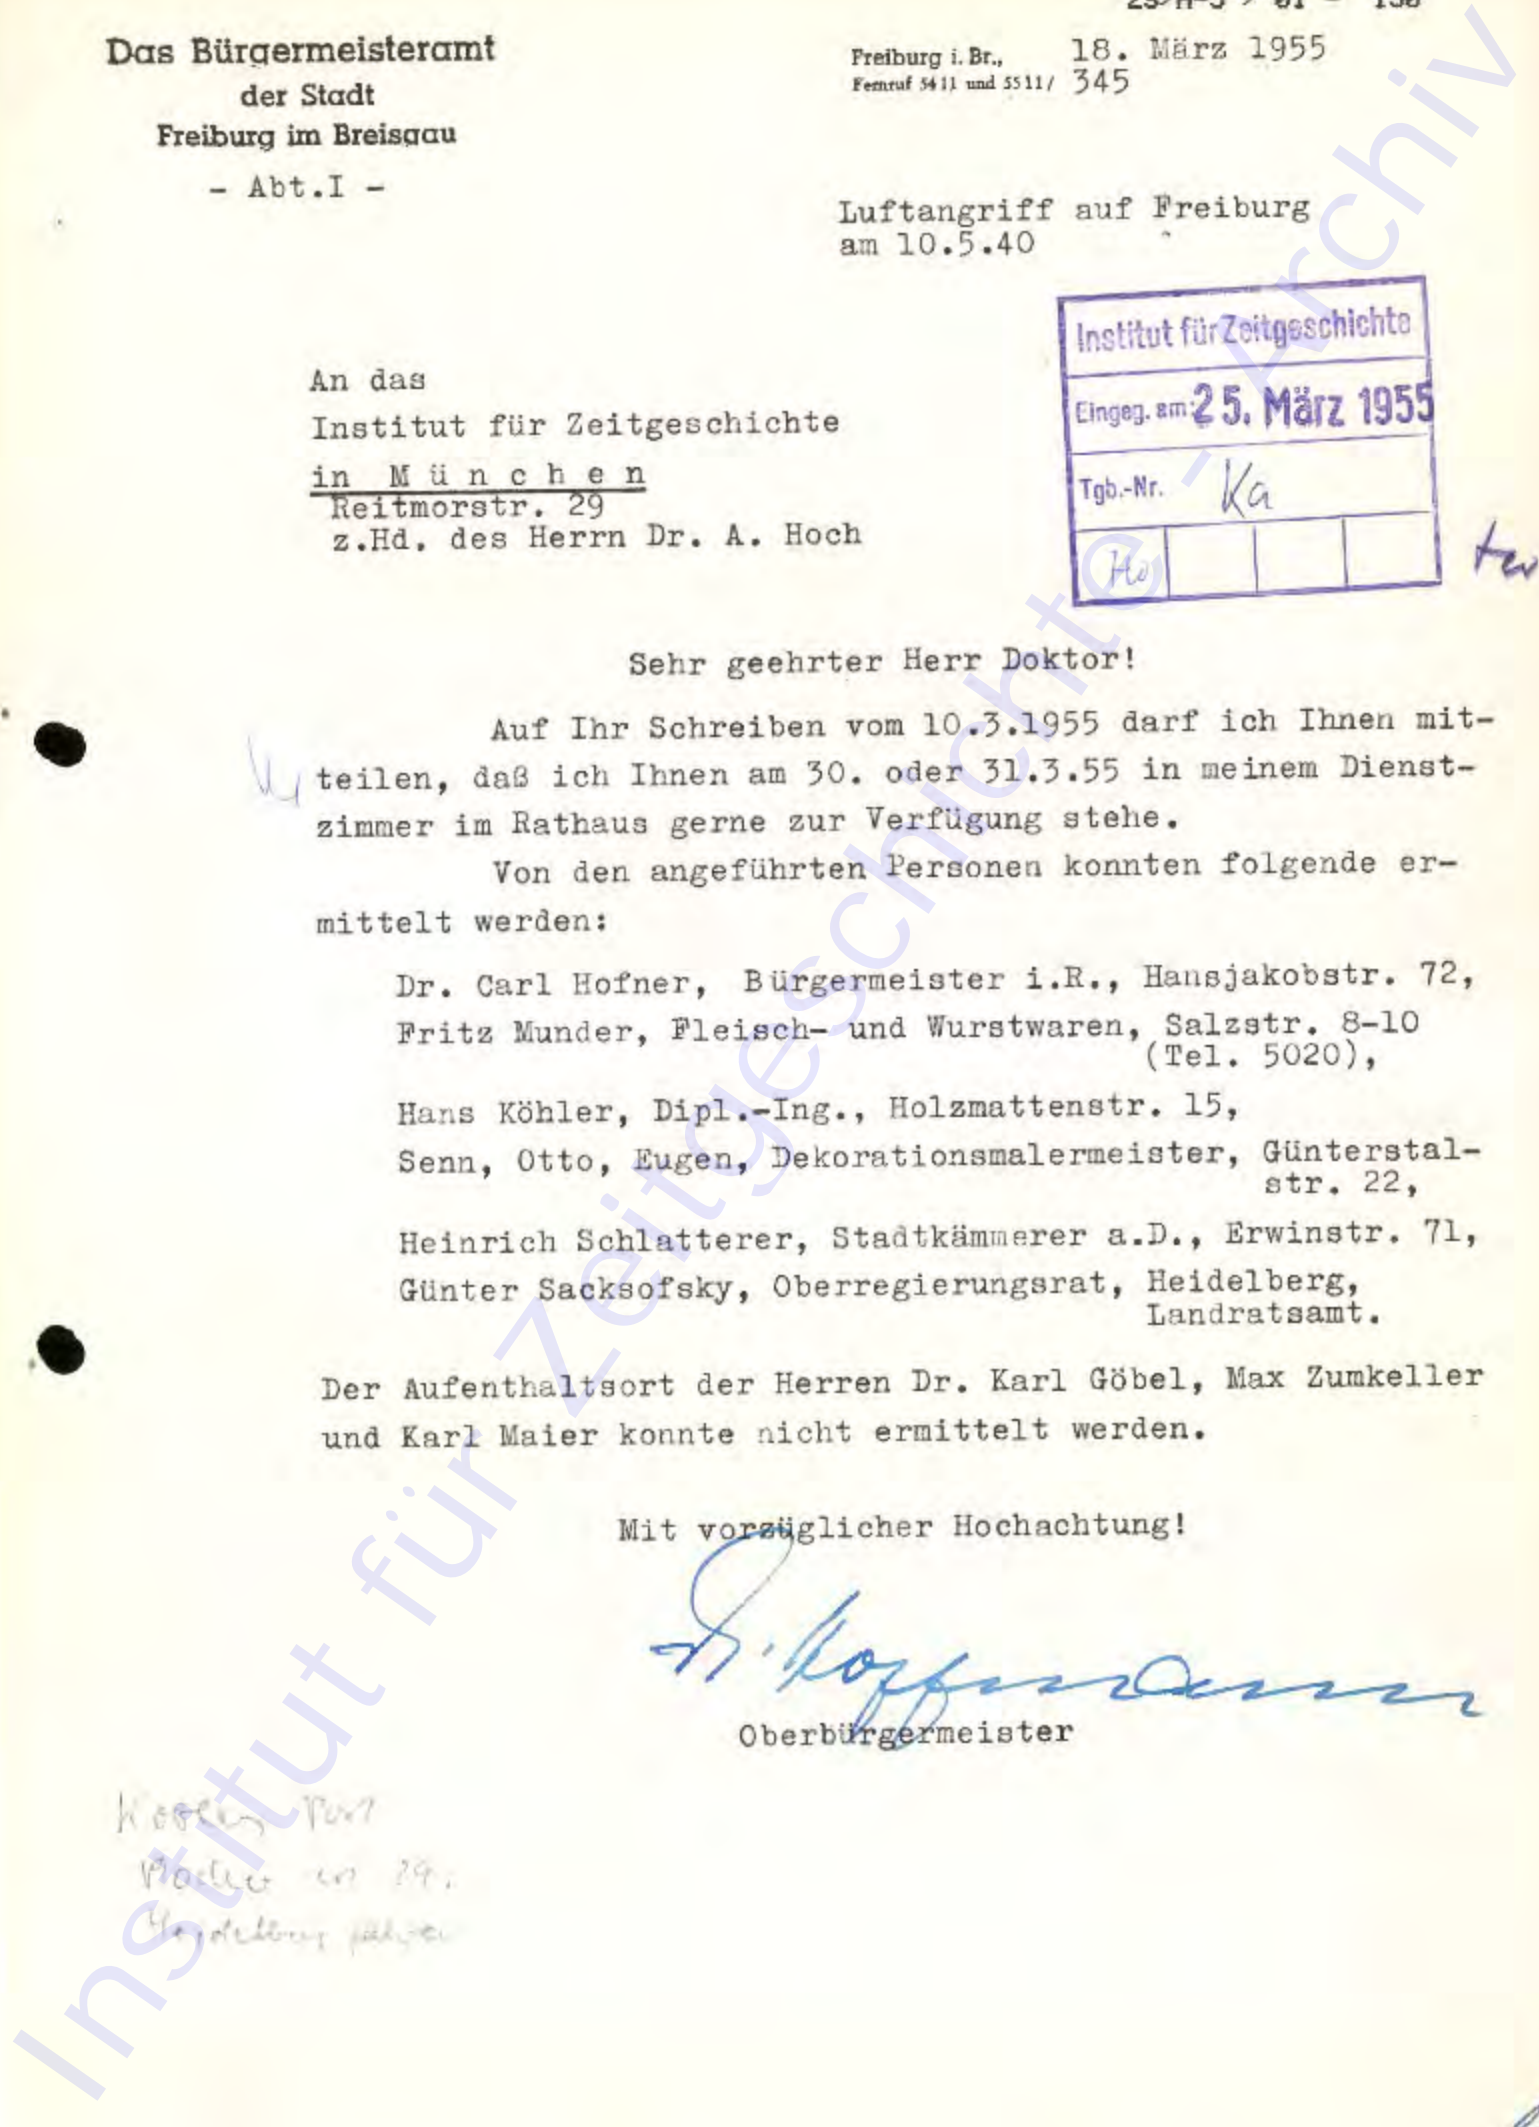 Das Bürgermeisteramt
der Stadt
Freiburg im Breisgau
- Abt.I -
Freiburg i. Br., 18. März 1955
Fernruf 5411 und 5511/ 345
Luftangriff auf Freiburg
am 10.5.40
Institut für Zeitgeschichte
Eingeg. am: 25. März 1955
Tgb.-Nr. Ka
Ho
An das
Institut für Zeitgeschichte
in M ü n c h e n
Reitmorstr. 29
z.Hd. des Herrn Dr. A. Hoch
Sehr geehrter Herr Doktor!
Auf Ihr Schreiben vom 10.3.1955 darf ich Ihnen mit-
teilen, daß ich Ihnen am 30. oder 31.3.55 in meinem Dienst-
zimmer im Rathaus gerne zur Verfügung stehe.
Von den angeführten Personen konnten folgende er-
mittelt werden:
Dr. Carl Hofner, Bürgermeister i.R., Hansjakobstr. 72,
Fritz Munder, Fleisch- und Wurstwaren, Salzstr. 8-10
(Tel. 5020),
Hans Köhler, Dipl.-Ing., Holzmattenstr. 15,
Senn, Otto, Eugen, Dekorationsmalermeister, Günterstal-
str. 22,
Heinrich Schlatterer, Stadtkämmerer a.D., Erwinstr. 71,
Günter Sacksofsky, Oberregierungsrat, Heidelberg,
Landratsamt.
Der Aufenthaltsort der Herren Dr. Karl Göbel, Max Zumkeller
und Karl Maier konnte nicht ermittelt werden.
Mit vorzüglicher Hochachtung!
Dr. Hoffmann
Oberbürgermeister
Institut für Zeitgeschichte - Archiv